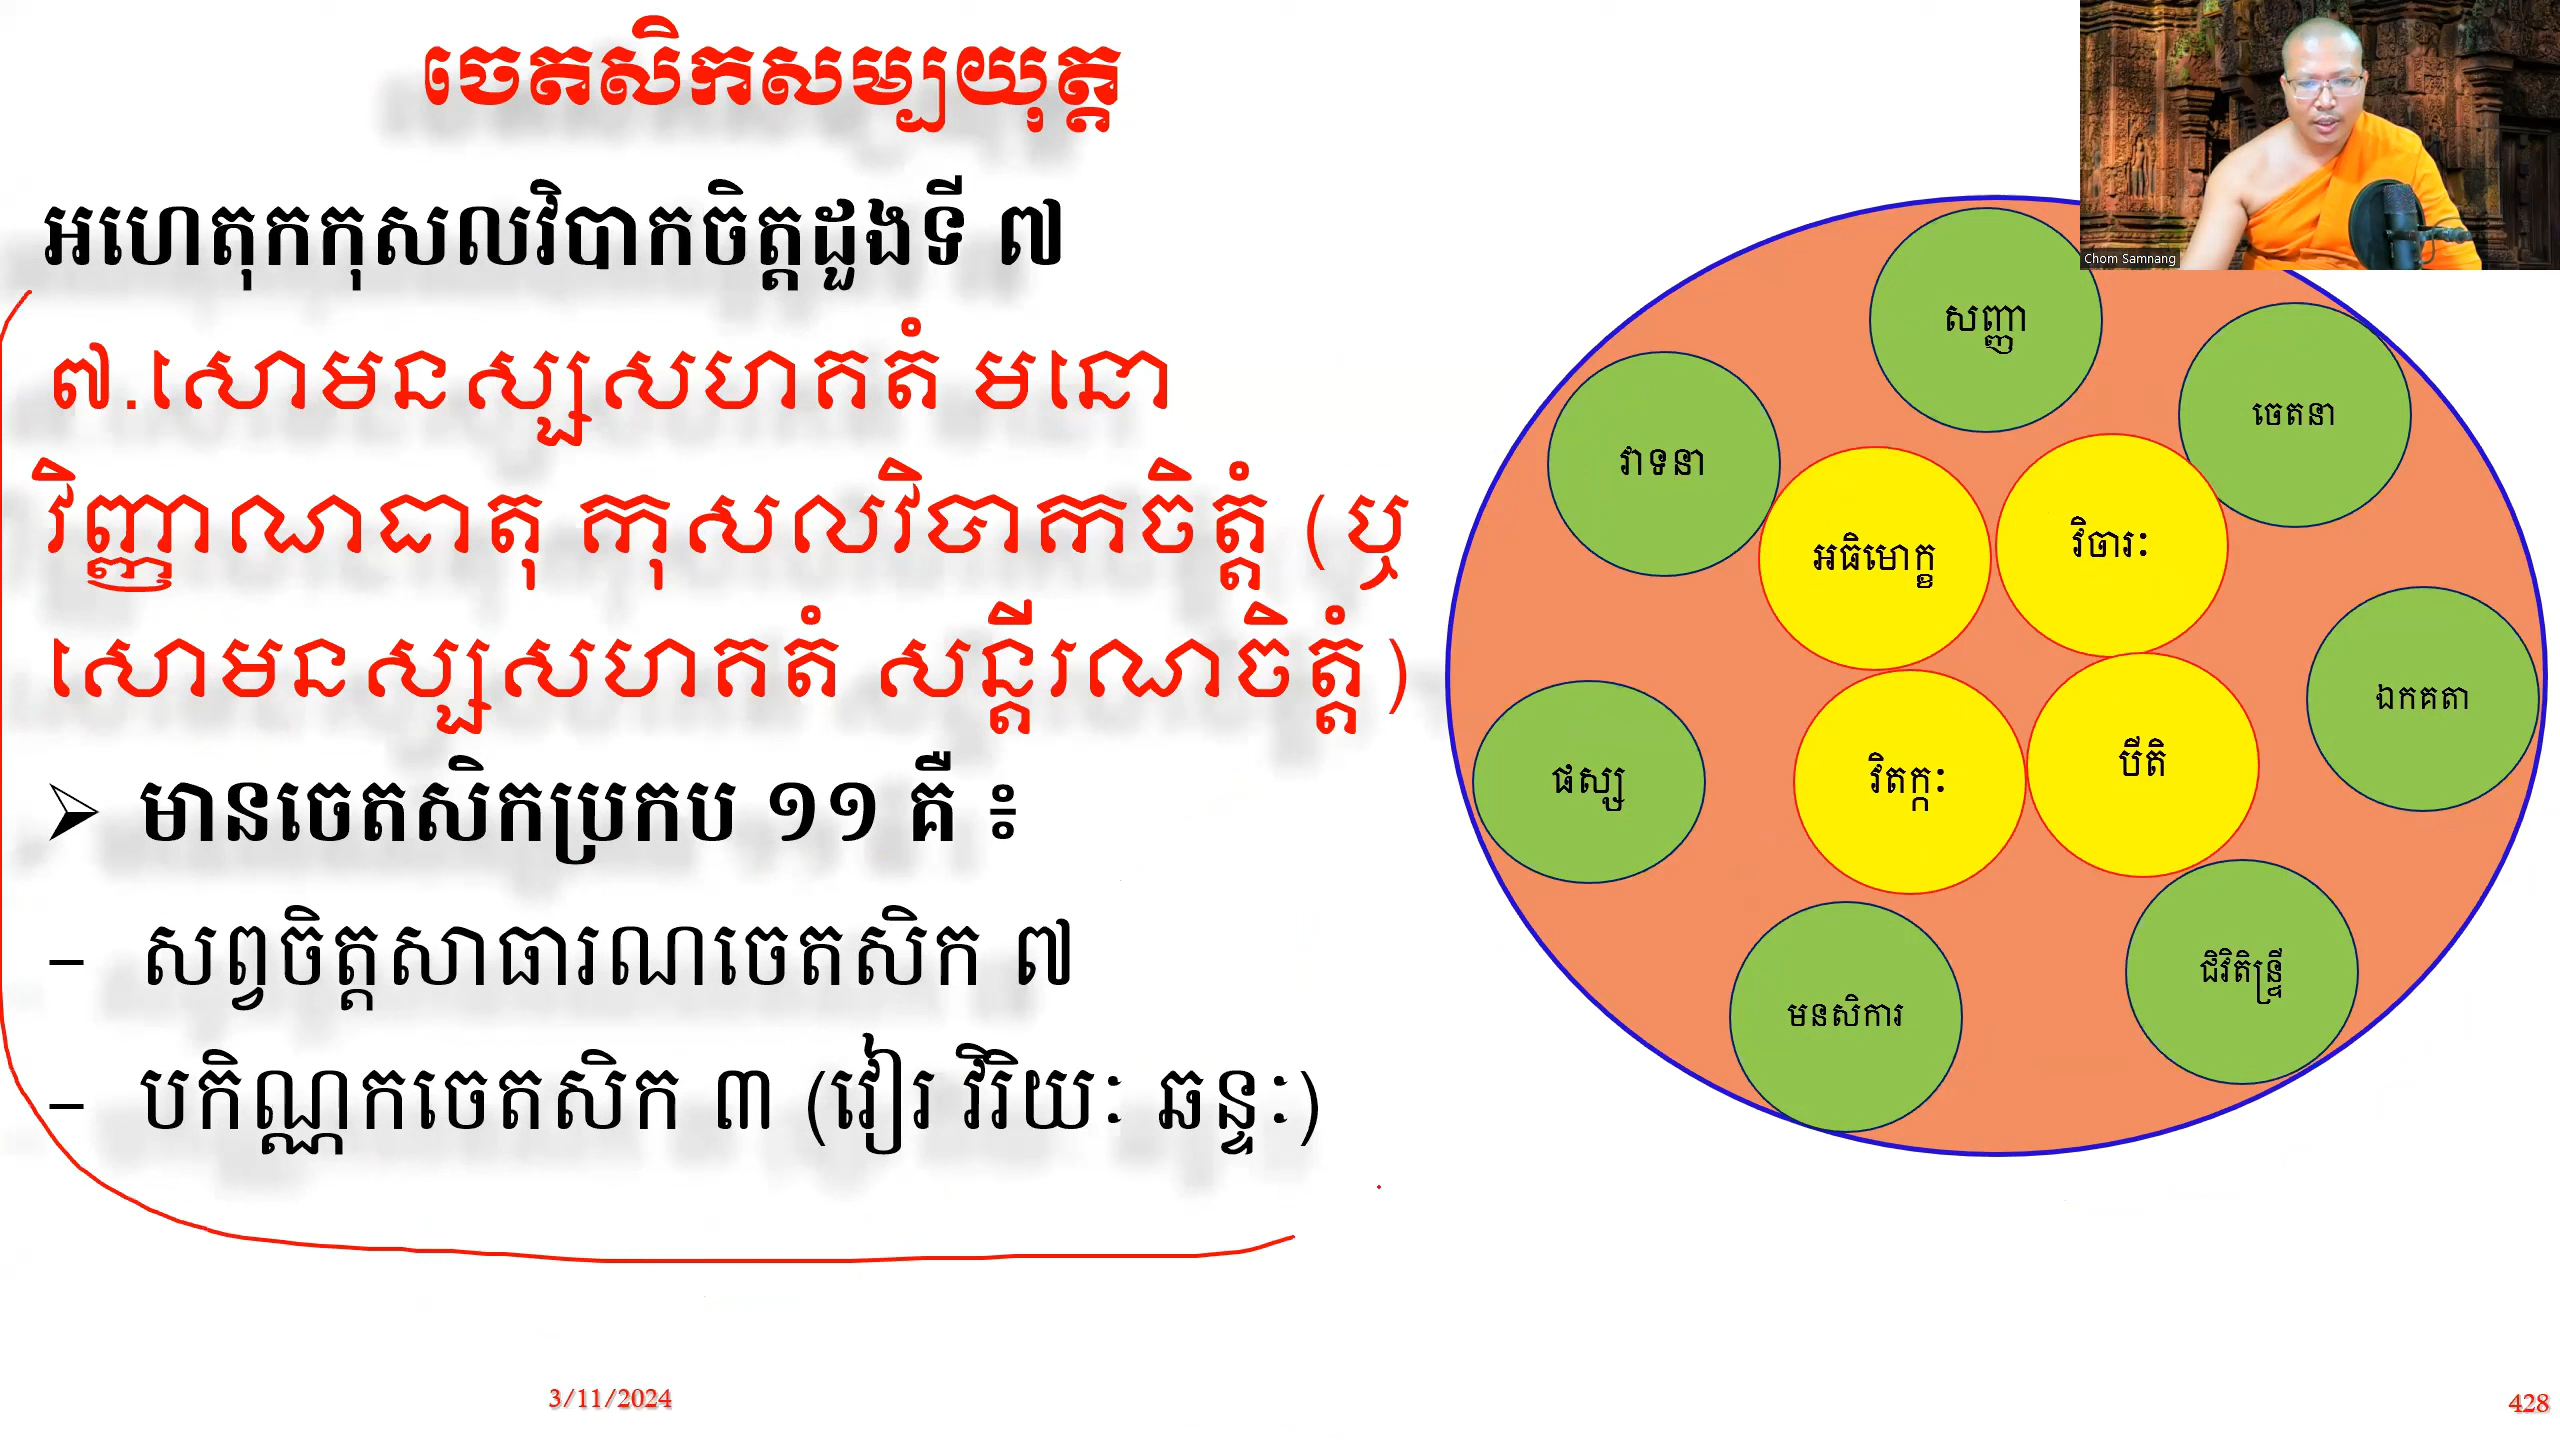 ចេតសិកសម្បយុត្ត
អហេតុកកុសលវិបាកចិត្តដួងទី ៧
៧.សោមនស្សសហគតំ មនោ
វិញ្ញាណធាតុ កុសលវិបាកចិត្តំ (ឬ
សោមនស្សសហគតំ សន្តីរណចិត្តំ)
➢ មានចេតសិកប្រកប ១១ គឺ ៖
– សព្វចិត្តសាធារណចេតសិក ៧
– បកិណ្ណកចេតសិក ៣ (វៀរ វិរិយៈ ឆន្ទៈ)
Chom Samnang
សញ្ញា
ចេតនា
វាទនា
អធិមោក្ខ
វិចារៈ
ឯកគតា
ផស្ស
វិតក្កៈ
បីតិ
មនសិការ
ជិវិតិន្ទ្រី
3/11/2024
428